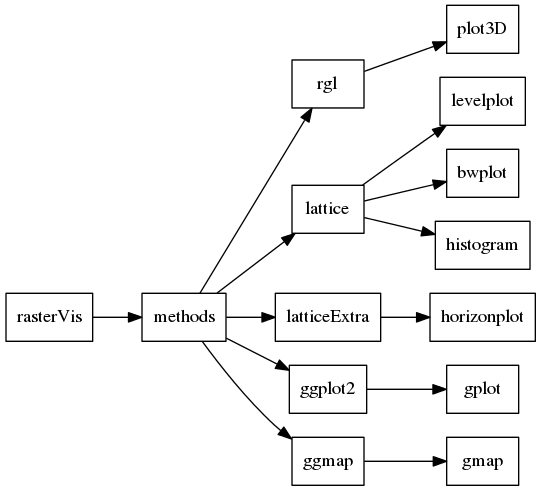 plot3D
rgl
levelplot
bwplot
lattice
histogram
rasterVis
methods
latticeExtra
horizonplot
ggplot2
gplot
ggmap
gmap